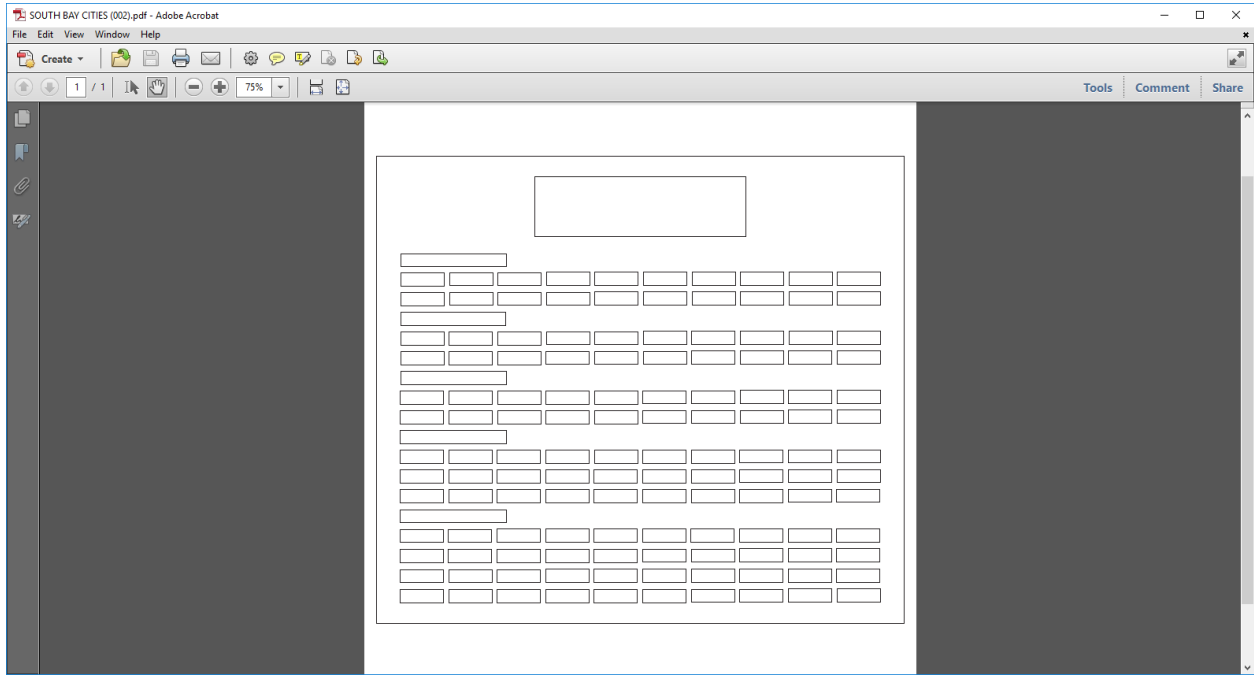 SOUTH BAY CITIES (002).pdf - Adobe Acrobat
File Edit View Window Help
Create
1 / 1 75% Tools Comment Share